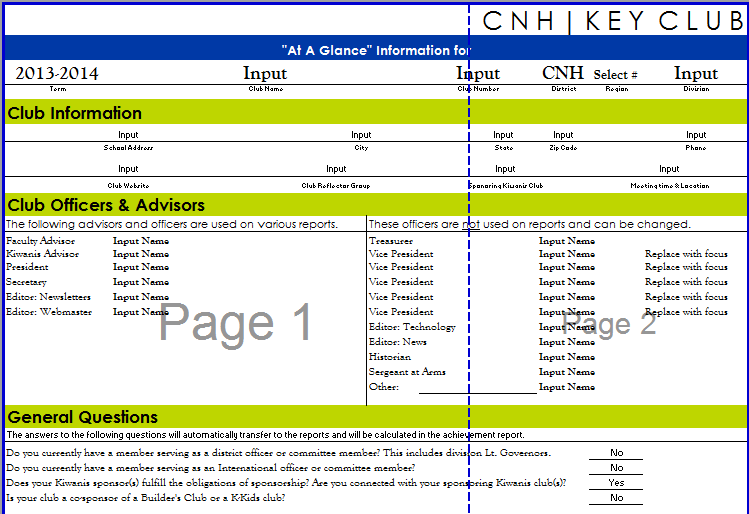 CNH | KEY CLUB
"At A Glance" Information for
2013-2014 Input Input CNH Select # Input
Term Club Name Club Number District Region Division
Club Information
Input Input Input Input Input
School Address City State Zip Code Phone
Input Input Input Input
Club Website Club Reflector Group Sponsoring Kiwanis Club Meeting time & Location
Club Officers & Advisors
The following advisors and officers are used on various reports. These officers are not used on reports and can be changed.
Faculty Advisor Input Name Treasurer Input Name
Kiwanis Advisor Input Name Vice President Input Name Replace with focus
President Input Name Vice President Input Name Replace with focus
Secretary Input Name Vice President Input Name Replace with focus
Editor: Newsletters Input Name Vice President Input Name Replace with focus
Editor: Webmaster Input Name Vice President Input Name Replace with focus
Page 1 Page 2
Editor: Technology Input Name
Editor: News Input Name
Historian Input Name
Sergeant at Arms Input Name
Other: Input Name
General Questions
The answers to the following questions will automatically transfer to the reports and will be calculated in the achievement report.
Do you currently have a member serving as a district officer or committee member? This includes division Lt. Governors. No
Do you currently have a member serving as an International officer or committee member? No
Does your Kiwanis sponsor(s) fulfill the obligations of sponsorship? Are you connected with your sponsoring Kiwanis club(s)? Yes
Is your club a co-sponsor of a Builder's Club or a K-Kids club? No